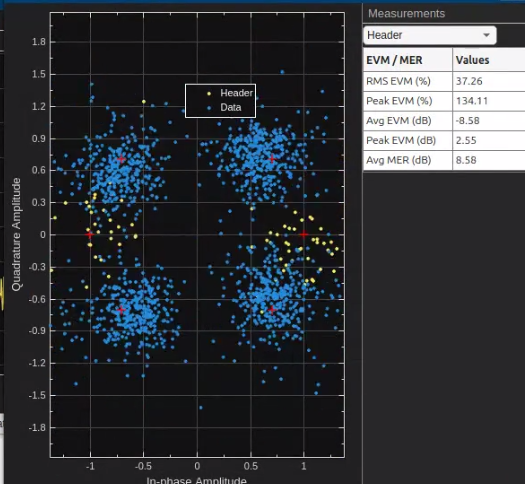 Measurements
Header
EVM / MER Values
RMS EVM (%) 37.26
Peak EVM (%) 134.11
Avg EVM (dB) -8.58
Peak EVM (dB) 2.55
Avg MER (dB) 8.58
Header
Data
Quadrature Amplitude
1.8
1.5
1.2
0.9
0.6
0.3
0
-0.3
-0.6
-0.9
-1.2
-1.5
-1.8
-1 -0.5 0 0.5 1
In-phase Amplitude